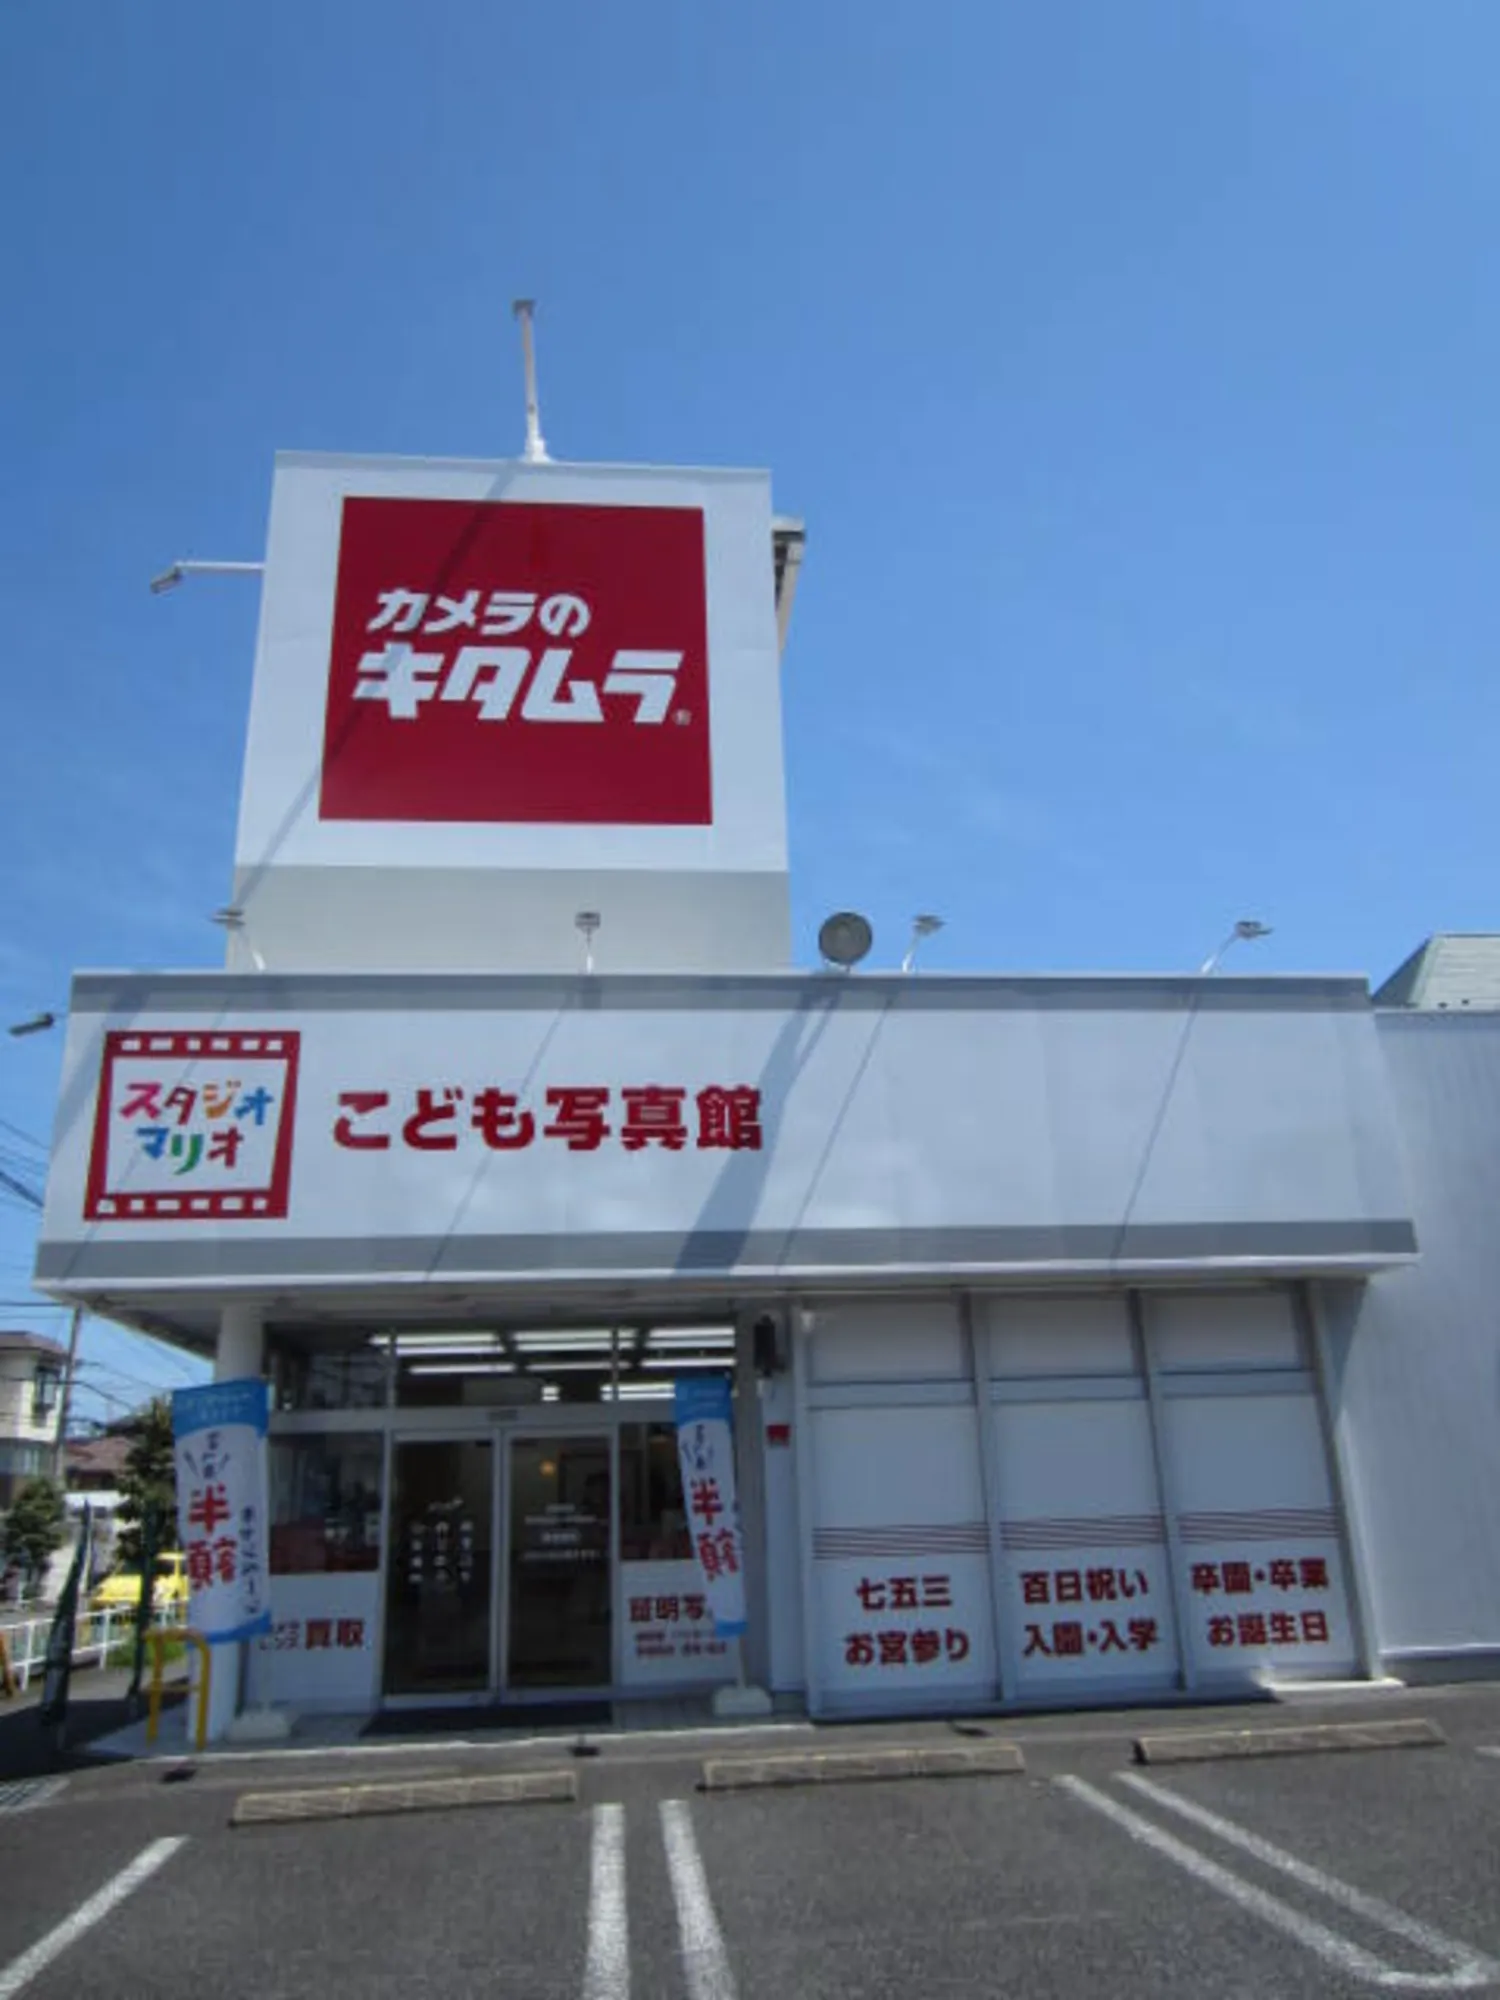 カメラの
キタムラ®
スタジオ
マリオ
こども写真館
半額
半額
買取
証明写
七五三
お宮参り
百日祝い
入園・入学
卒園・卒業
お誕生日